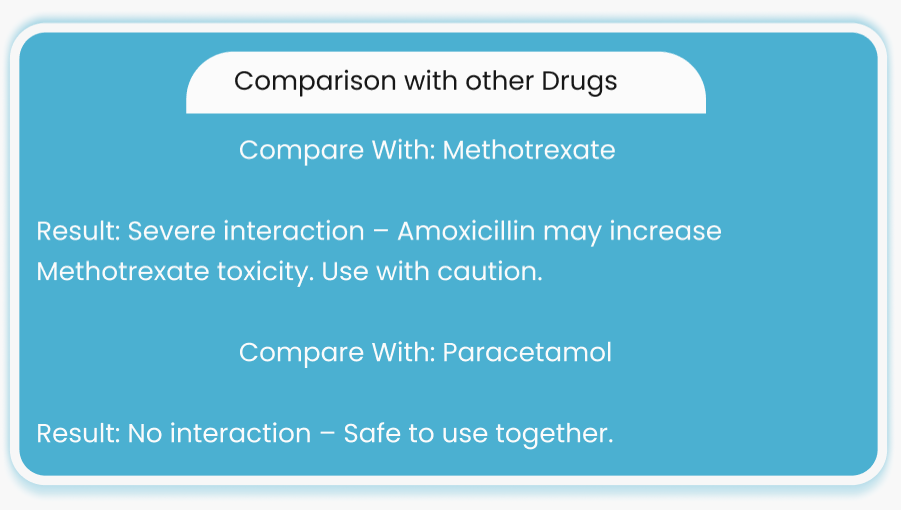 Comparison with other Drugs
Compare With: Methotrexate
Result: Severe interaction – Amoxicillin may increase
Methotrexate toxicity. Use with caution.
Compare With: Paracetamol
Result: No interaction – Safe to use together.